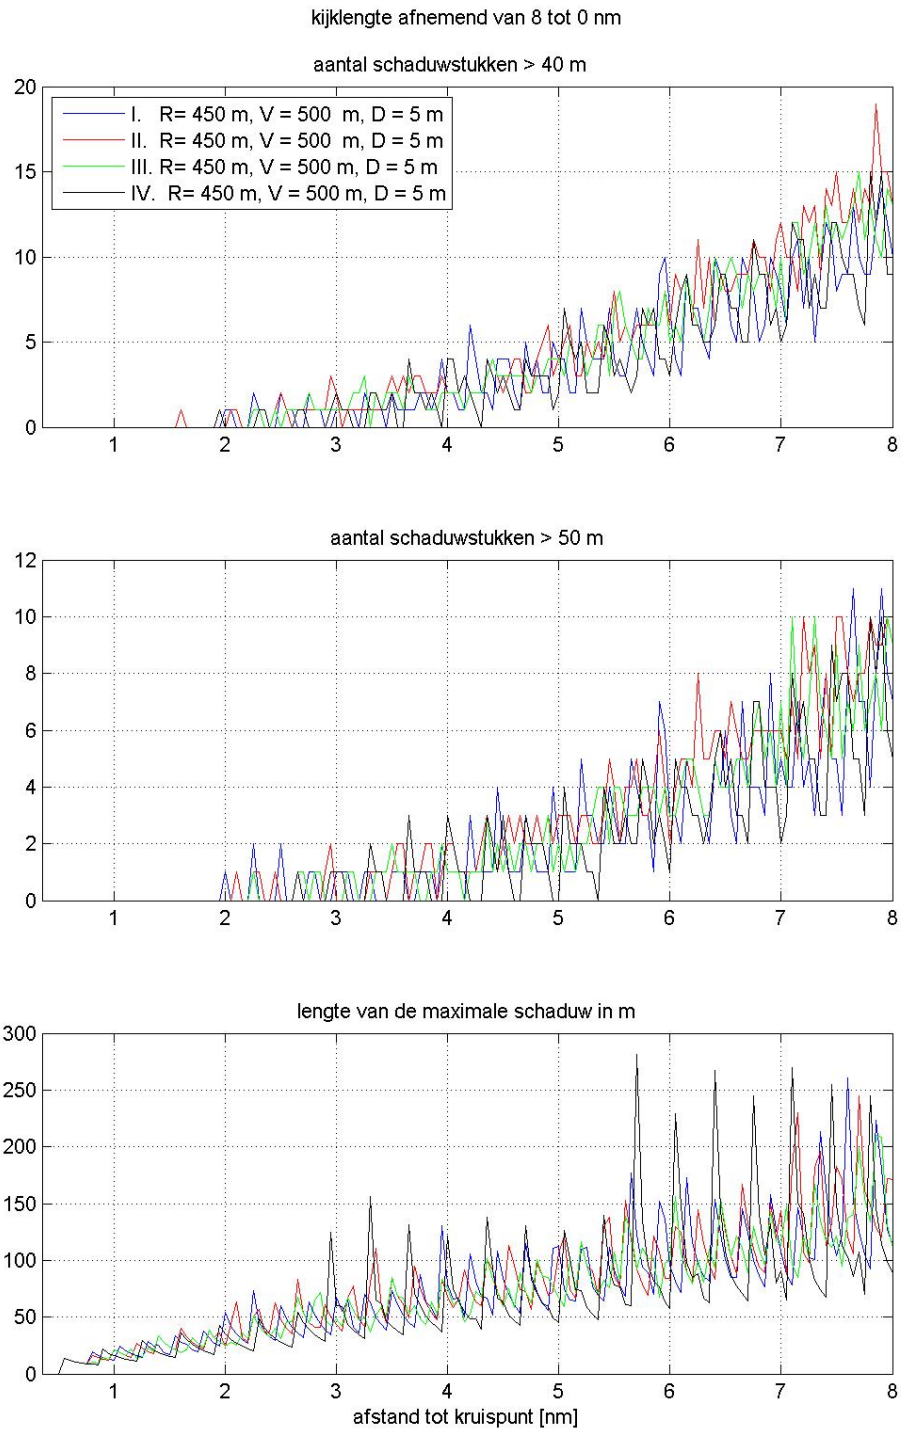 kijklengte afnemend van 8 tot 0 nm
aantal schaduwstukken > 40 m
20
15
10
5
0
I. R= 450 m, V = 500 m, D = 5 m
II. R= 450 m, V = 500 m, D = 5 m
III. R= 450 m, V = 500 m, D = 5 m
IV. R= 450 m, V = 500 m, D = 5 m
1 2 3 4 5 6 7 8
aantal schaduwstukken > 50 m
12
10
8
6
4
2
0
1 2 3 4 5 6 7 8
lengte van de maximale schaduw in m
300
250
200
150
100
50
0
1 2 3 4 5 6 7 8
afstand tot kruispunt [nm]